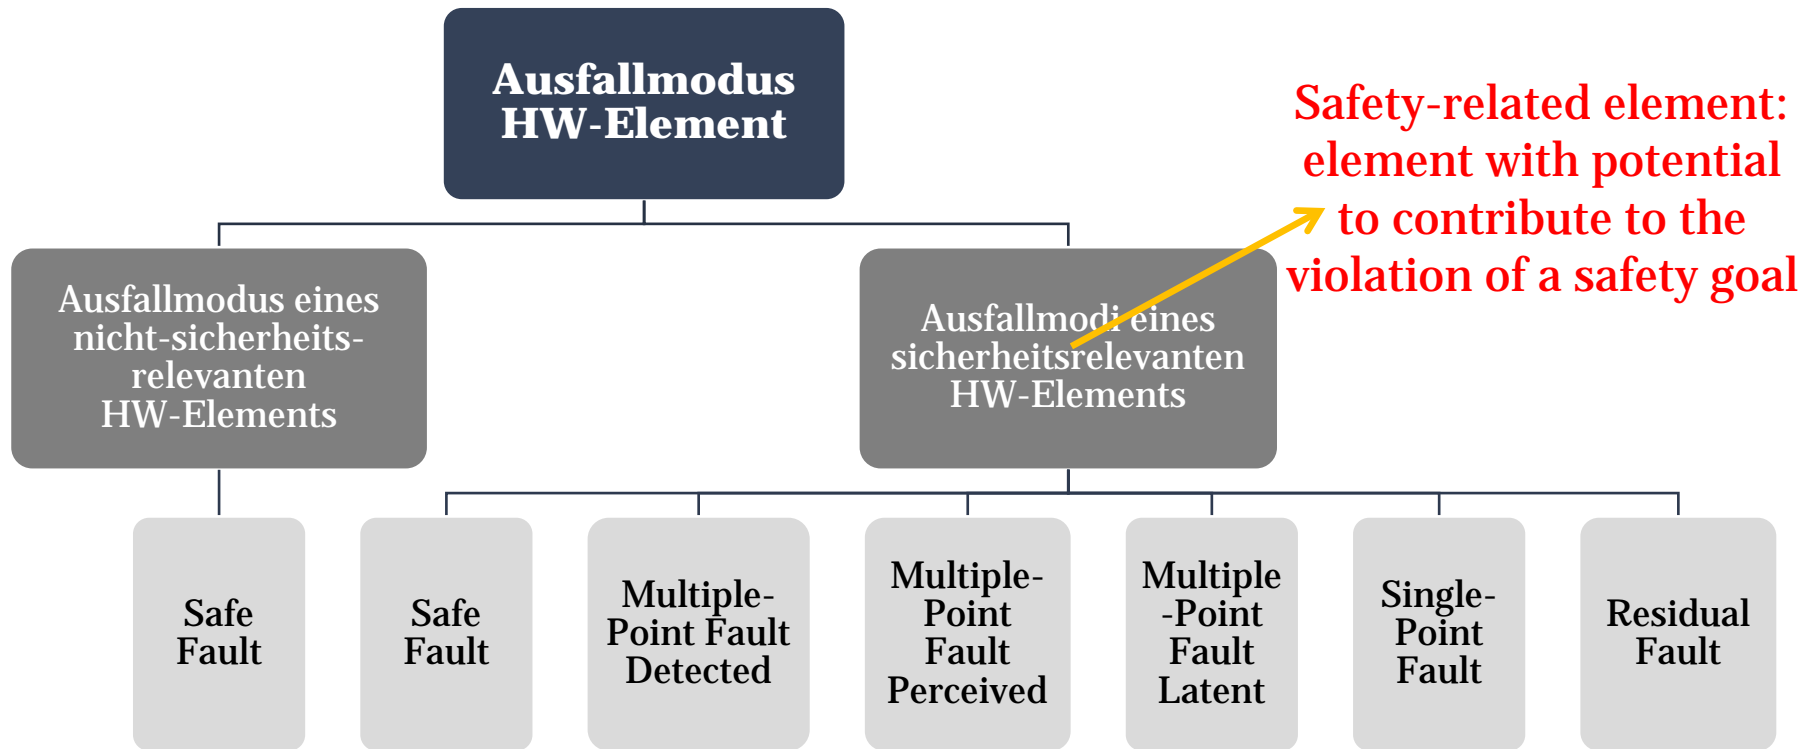 Ausfallmodus
HW-Element
Safety-related element:
element with potential
to contribute to the
violation of a safety goal
Ausfallmodus eines
nicht-sicherheits-
relevanten
HW-Elements
Ausfallmodi eines
sicherheitsrelevanten
HW-Elements
Safe
Fault
Safe
Fault
Multiple-
Point Fault
Detected
Multiple-
Point
Fault
Perceived
Multiple
-Point
Fault
Latent
Single-
Point
Fault
Residual
Fault